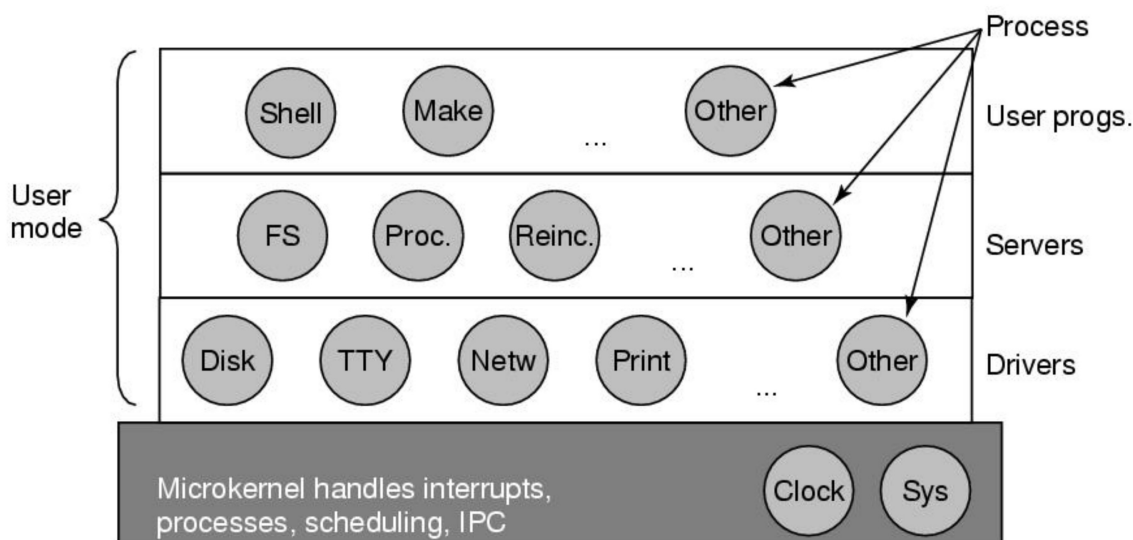 Process
Shell Make ... Other
User progs.
User
mode
FS Proc. Reinc. ... Other
Servers
Disk TTY Netw Print ... Other
Drivers
Microkernel handles interrupts,
processes, scheduling, IPC
Clock Sys